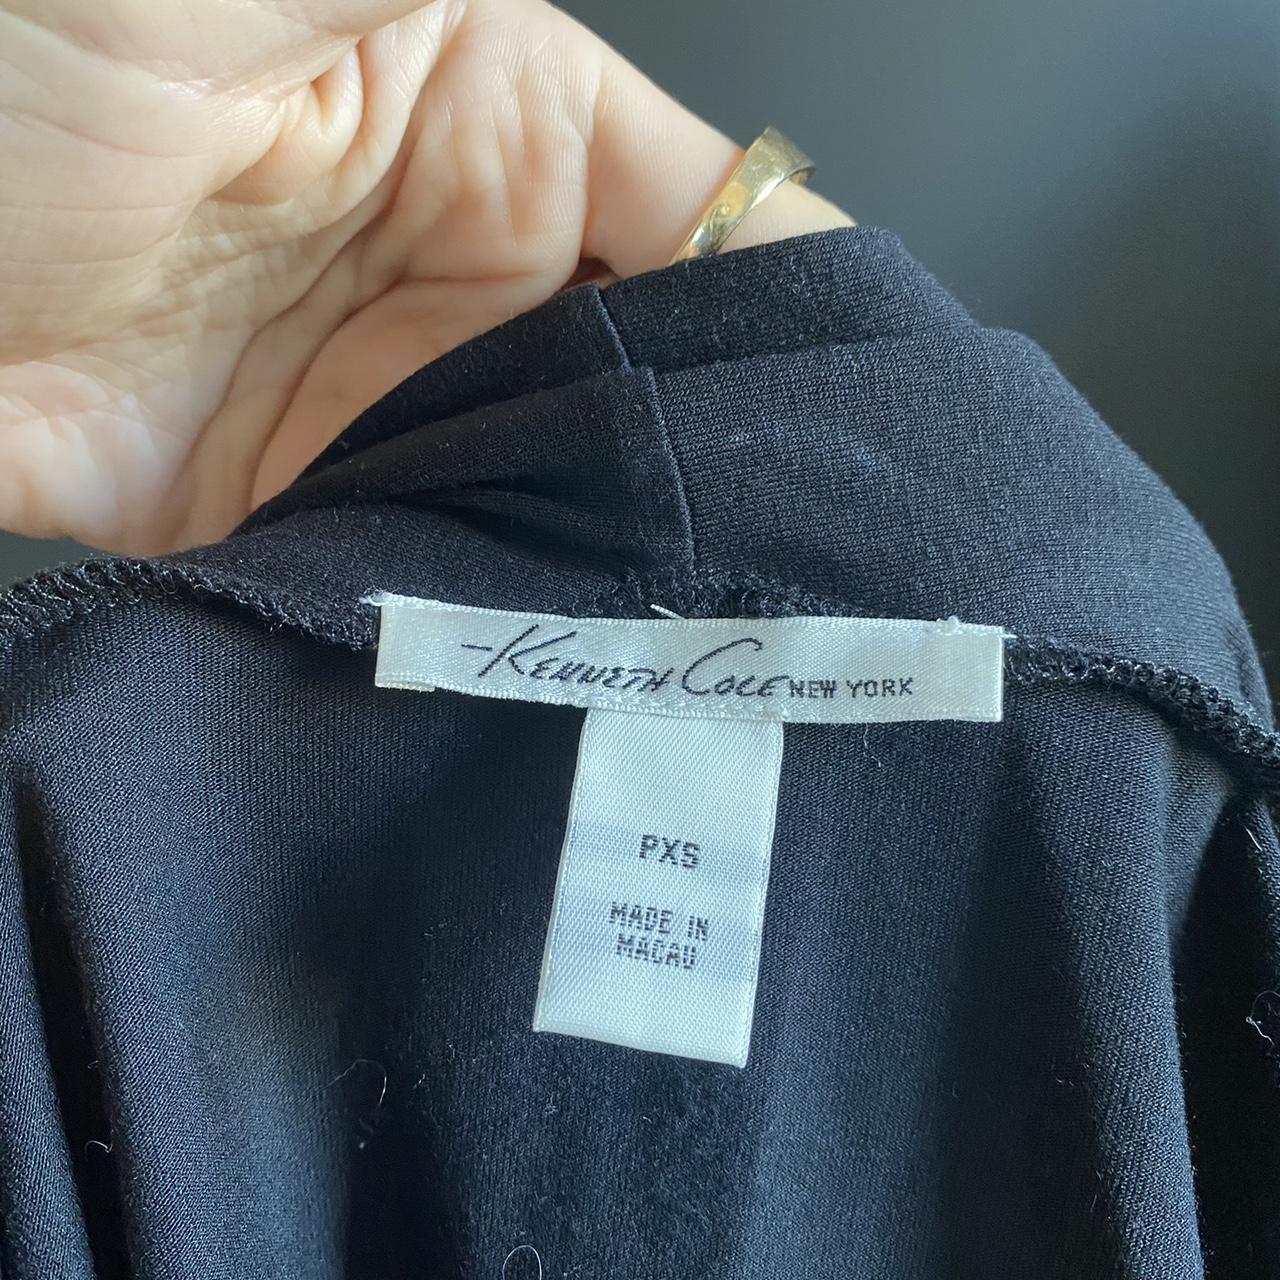 Kenneth Cole NEW YORK
PXS
MADE IN
MACAU